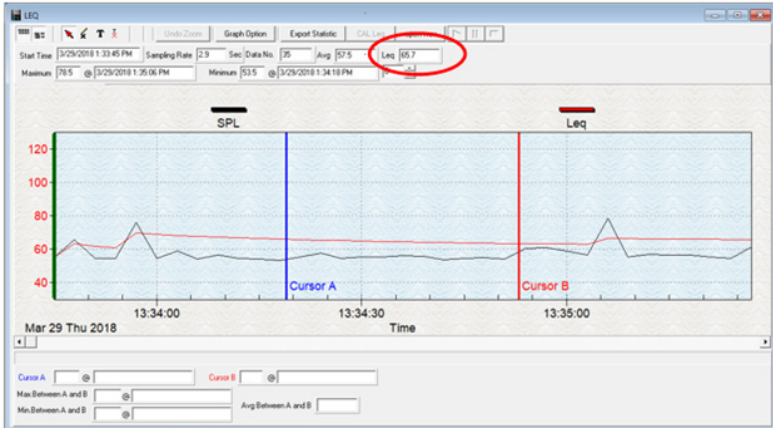 LEQ
T Undo Zoom Graph Option Export Statistic CAL Leq
Start Time 3/29/2018 1:33:45 PM Sampling Rate 2.9 Sec Data No. 35 Avg 57.5 Leq 65.7
Maximum 78.5 @ 3/29/2018 1:35:06 PM Minimum 53.5 @ 3/29/2018 1:34:18 PM
SPL Leq
120
100
80
60
40
Cursor A Cursor B
13:34:00 13:34:30 13:35:00
Mar 29 Thu 2018 Time
Cursor A @ Cursor B @
Max.Between A and B @
Min.Between A and B @ Avg Between A and B